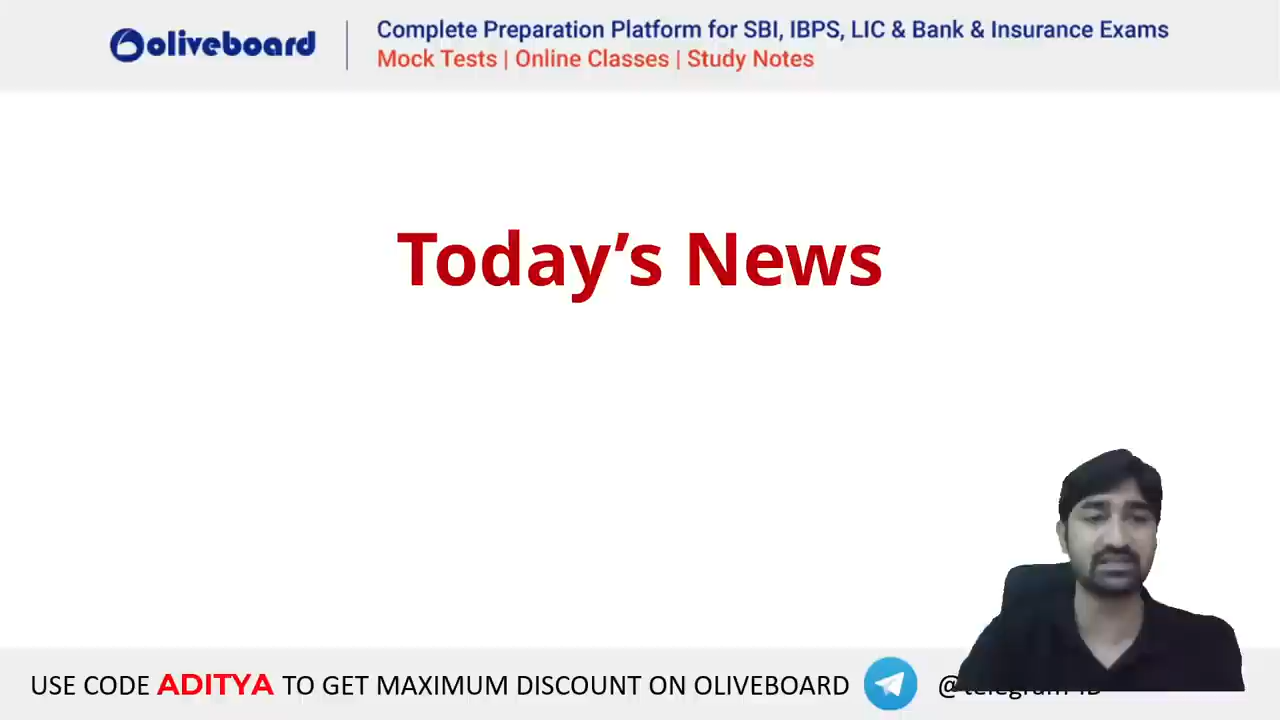 oliveboard
Complete Preparation Platform for SBI, IBPS, LIC & Bank & Insurance Exams
Mock Tests | Online Classes | Study Notes
Today's News
USE CODE ADITYA TO GET MAXIMUM DISCOUNT ON OLIVEBOARD